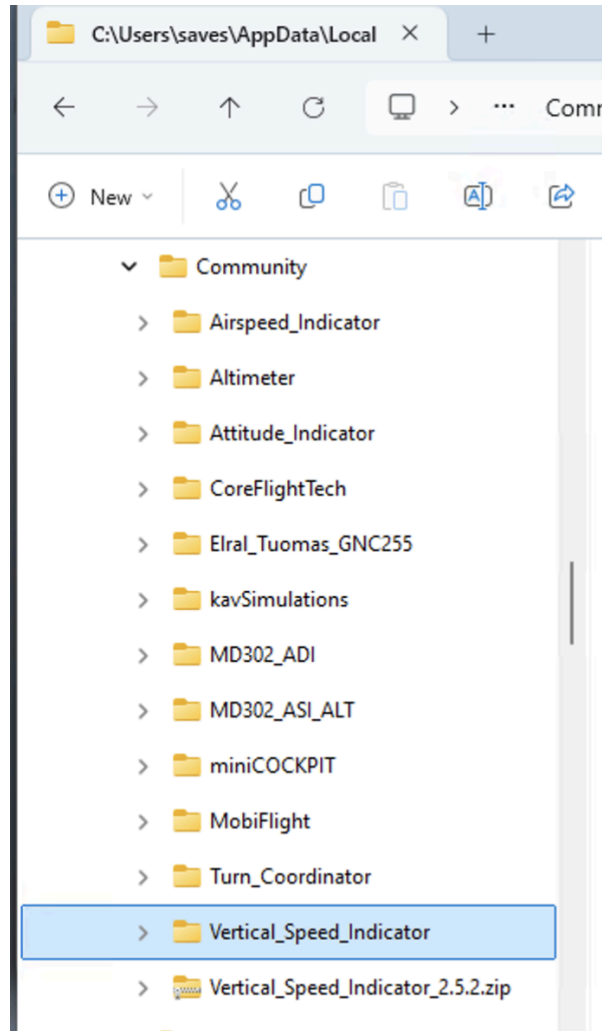 C:\Users\saves\AppData\Local
··· Comm
New
Community
Airspeed_Indicator
Altimeter
Attitude_Indicator
CoreFlightTech
Elral_Tuomas_GNC255
kavSimulations
MD302_ADI
MD302_ASI_ALT
miniCOCKPIT
MobiFlight
Turn_Coordinator
Vertical_Speed_Indicator
Vertical_Speed_Indicator_2.5.2.zip